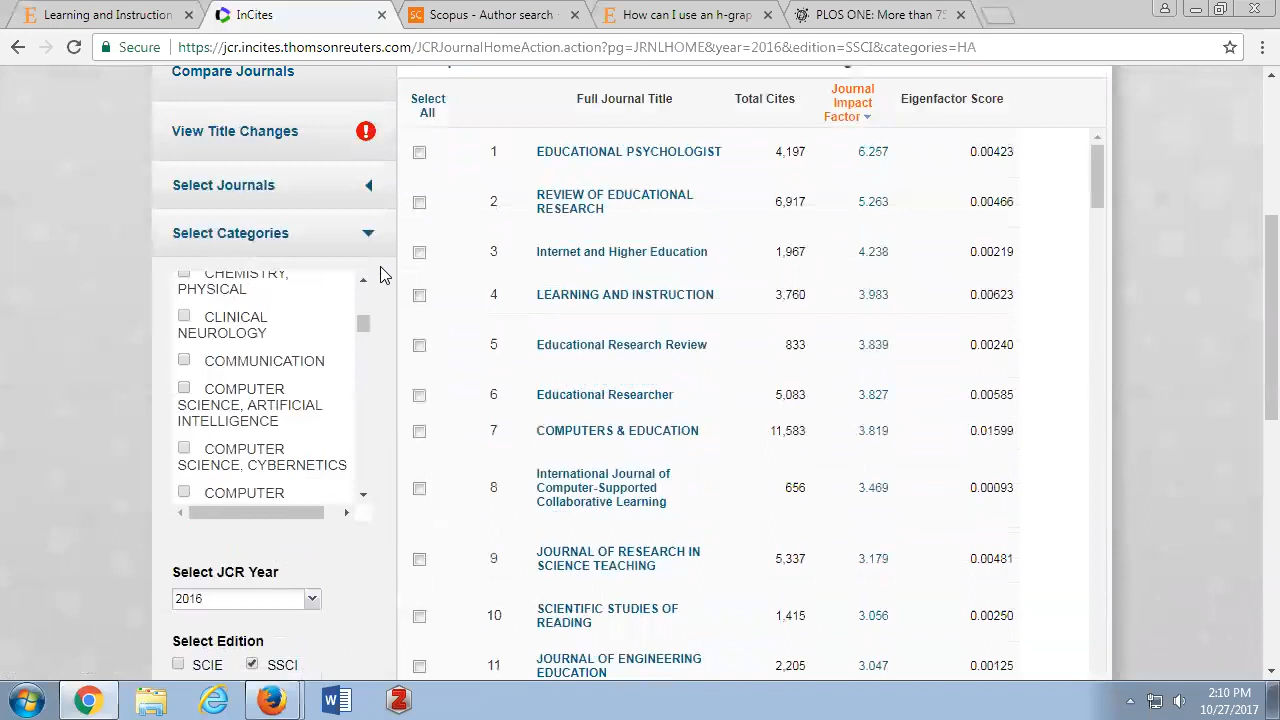 Learning and Instruction
InCites
Scopus - Author search
How can I use an h-grap
PLOS ONE: More than 75
Secure
https://jcr.incites.thomsonreuters.com/JCRJournalHomeAction.action?pg=JRNLHOME&year=2016&edition=SSCI&categories=HA
Compare Journals
View Title Changes
Select Journals
Select Categories
CHEMISTRY,
PHYSICAL
CLINICAL
NEUROLOGY
COMMUNICATION
COMPUTER
SCIENCE, ARTIFICIAL
INTELLIGENCE
COMPUTER
SCIENCE, CYBERNETICS
COMPUTER
Select JCR Year
2016
Select Edition
SCIE SSCI
Select
All
Full Journal Title
Total Cites
Journal
Impact
Factor
Eigenfactor Score
1 EDUCATIONAL PSYCHOLOGIST 4,197 6.257 0.00423
2 REVIEW OF EDUCATIONAL
RESEARCH 6,917 5.263 0.00466
3 Internet and Higher Education 1,967 4.238 0.00219
4 LEARNING AND INSTRUCTION 3,760 3.983 0.00623
5 Educational Research Review 833 3.839 0.00240
6 Educational Researcher 5,083 3.827 0.00585
7 COMPUTERS & EDUCATION 11,583 3.819 0.01599
8 International Journal of
Computer-Supported
Collaborative Learning 656 3.469 0.00093
9 JOURNAL OF RESEARCH IN
SCIENCE TEACHING 5,337 3.179 0.00481
10 SCIENTIFIC STUDIES OF
READING 1,415 3.056 0.00250
11 JOURNAL OF ENGINEERING
EDUCATION 2,205 3.047 0.00125
2:10 PM
10/27/2017